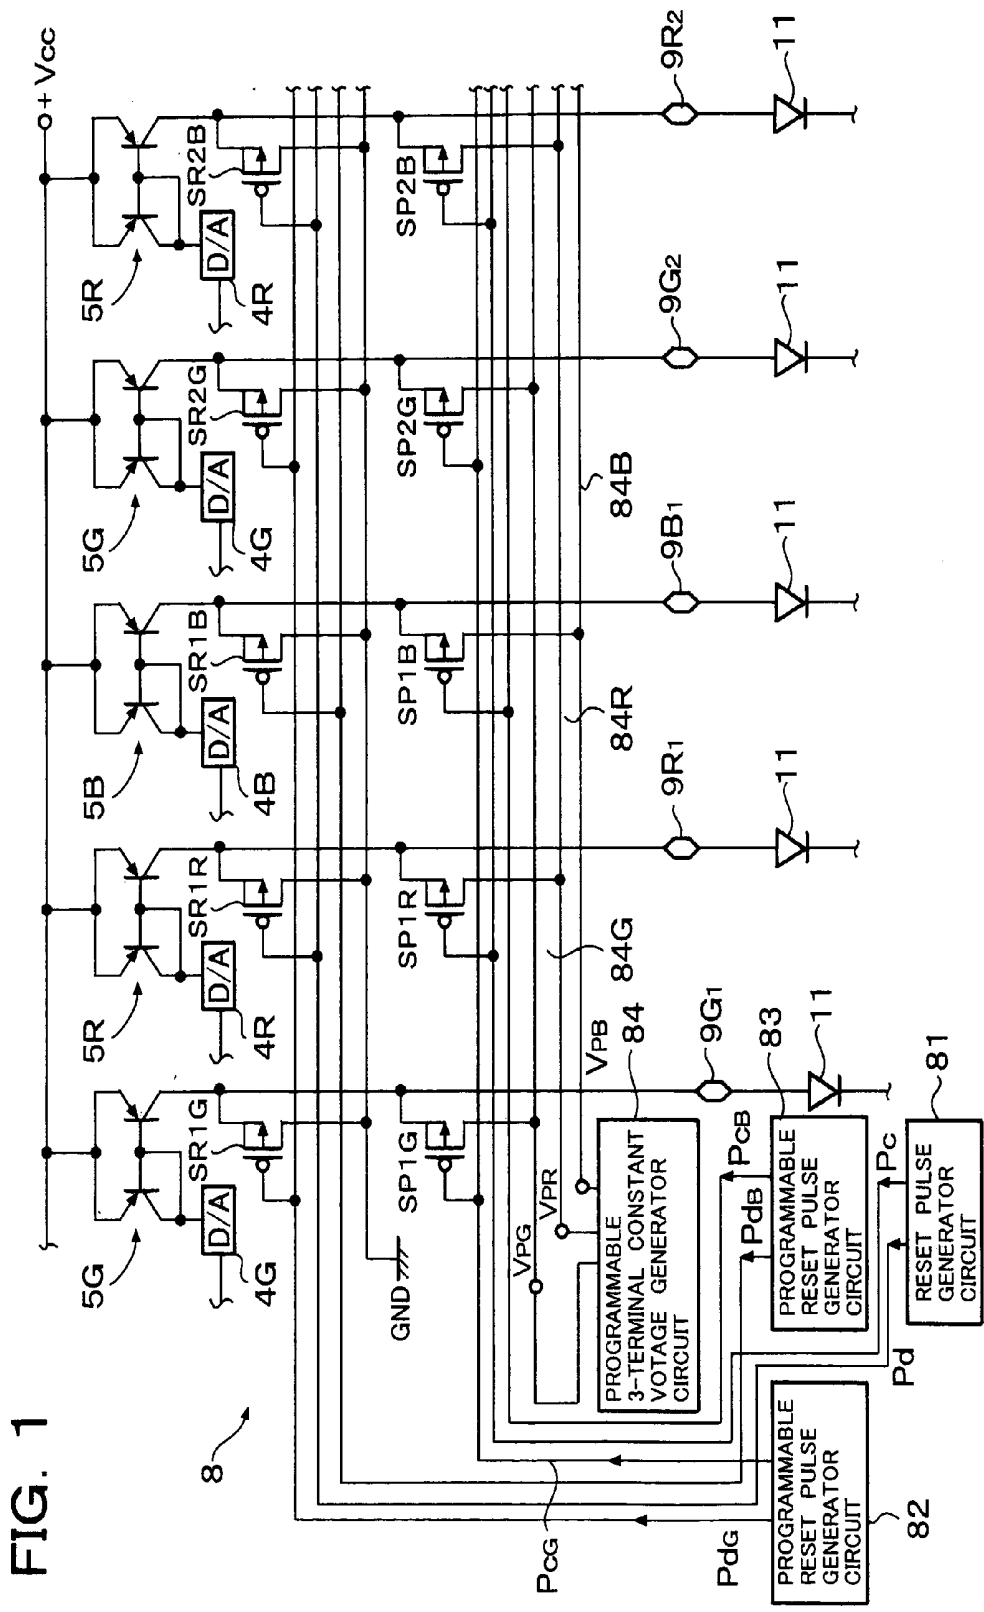 FIG. 1
8
o+ Vcc
5G
5R
5B
5G
5R
D/A
D/A
D/A
D/A
D/A
4G
4R
4B
4G
4R
SR1G
SR1R
SR1B
SR2G
SR2B
GND
SP1G
SP1R
SP1B
SP2G
SP2B
VPG
VPR
VPB
84G
84R
84B
84
PROGRAMMABLE
3-TERMINAL CONSTANT
VOTAGE GENERATOR
CIRCUIT
9G1
9R1
9B1
9G2
9R2
11
11
11
11
11
PCG
PdG
PROGRAMMABLE
RESET PULSE
GENERATOR
CIRCUIT
82
PdB
PCB
PROGRAMMABLE
RESET PULSE
GENERATOR
CIRCUIT
83
Pd
Pc
RESET PULSE
GENERATOR
CIRCUIT
81